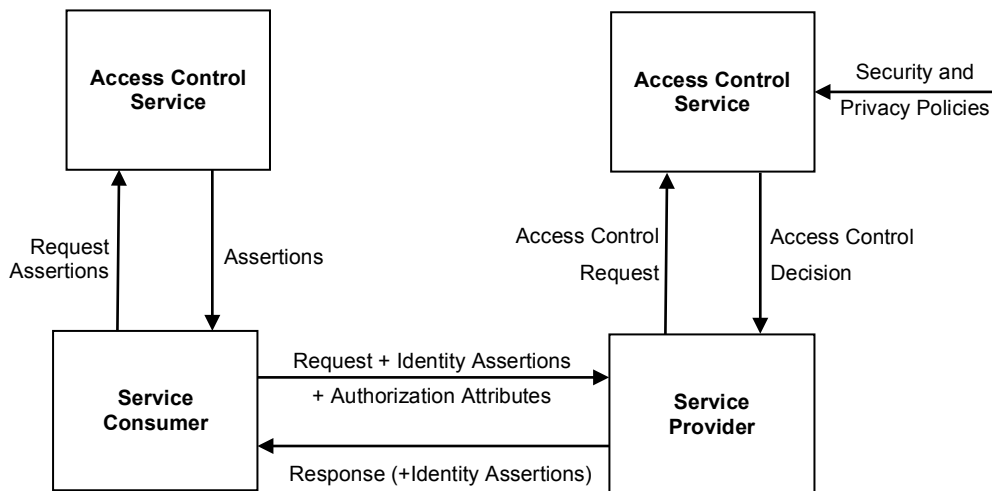 Access Control
Service
Access Control
Service
Security and
Privacy Policies
Request
Assertions
Assertions
Access Control
Request
Access Control
Decision
Service
Consumer
Request + Identity Assertions
+ Authorization Attributes
Response (+Identity Assertions)
Service
Provider